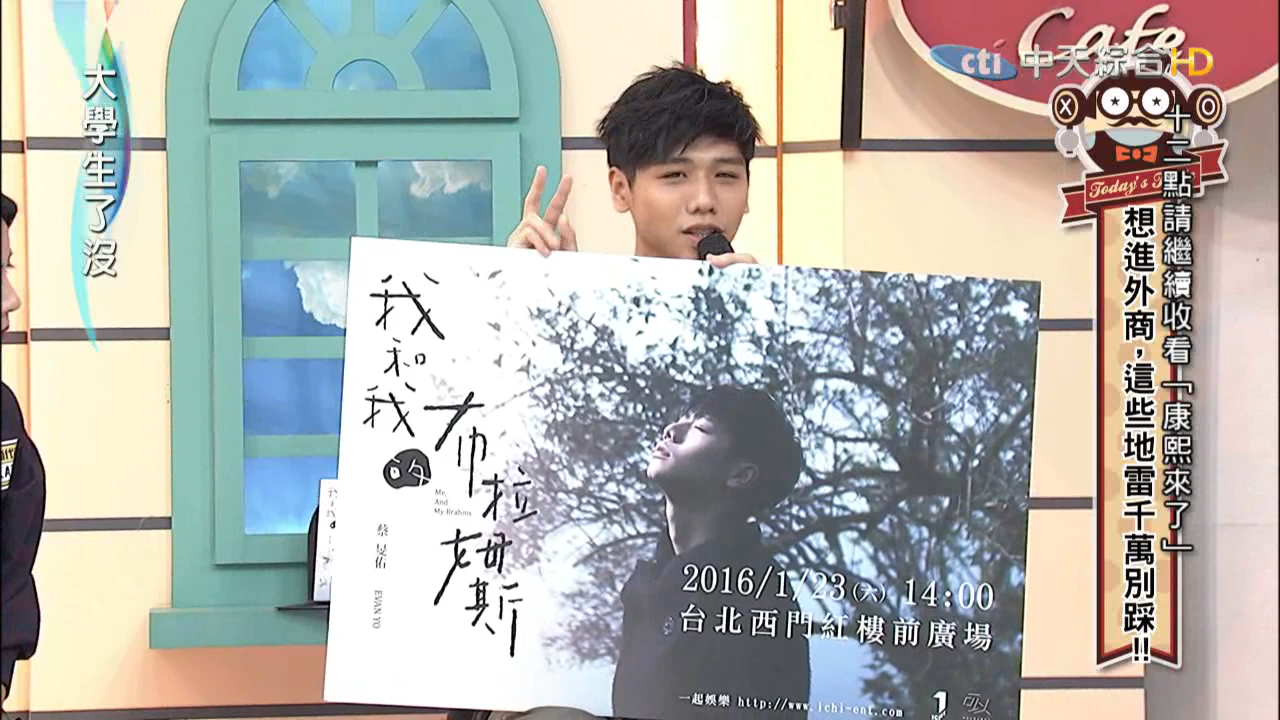 大學生了沒
Cafe
cti 中天綜合HD
X
O
Today's
十二點請繼續收看「康熙來了」
想進外商，這些地雷千萬別踩!!
我和我的布拉姆斯
Me,
And
My Brahms
蔡旻佑
EVAN YO
2016/1/23(六) 14:00
台北西門紅樓前廣場
一起娛樂 http://www.ichi-ent.com
1